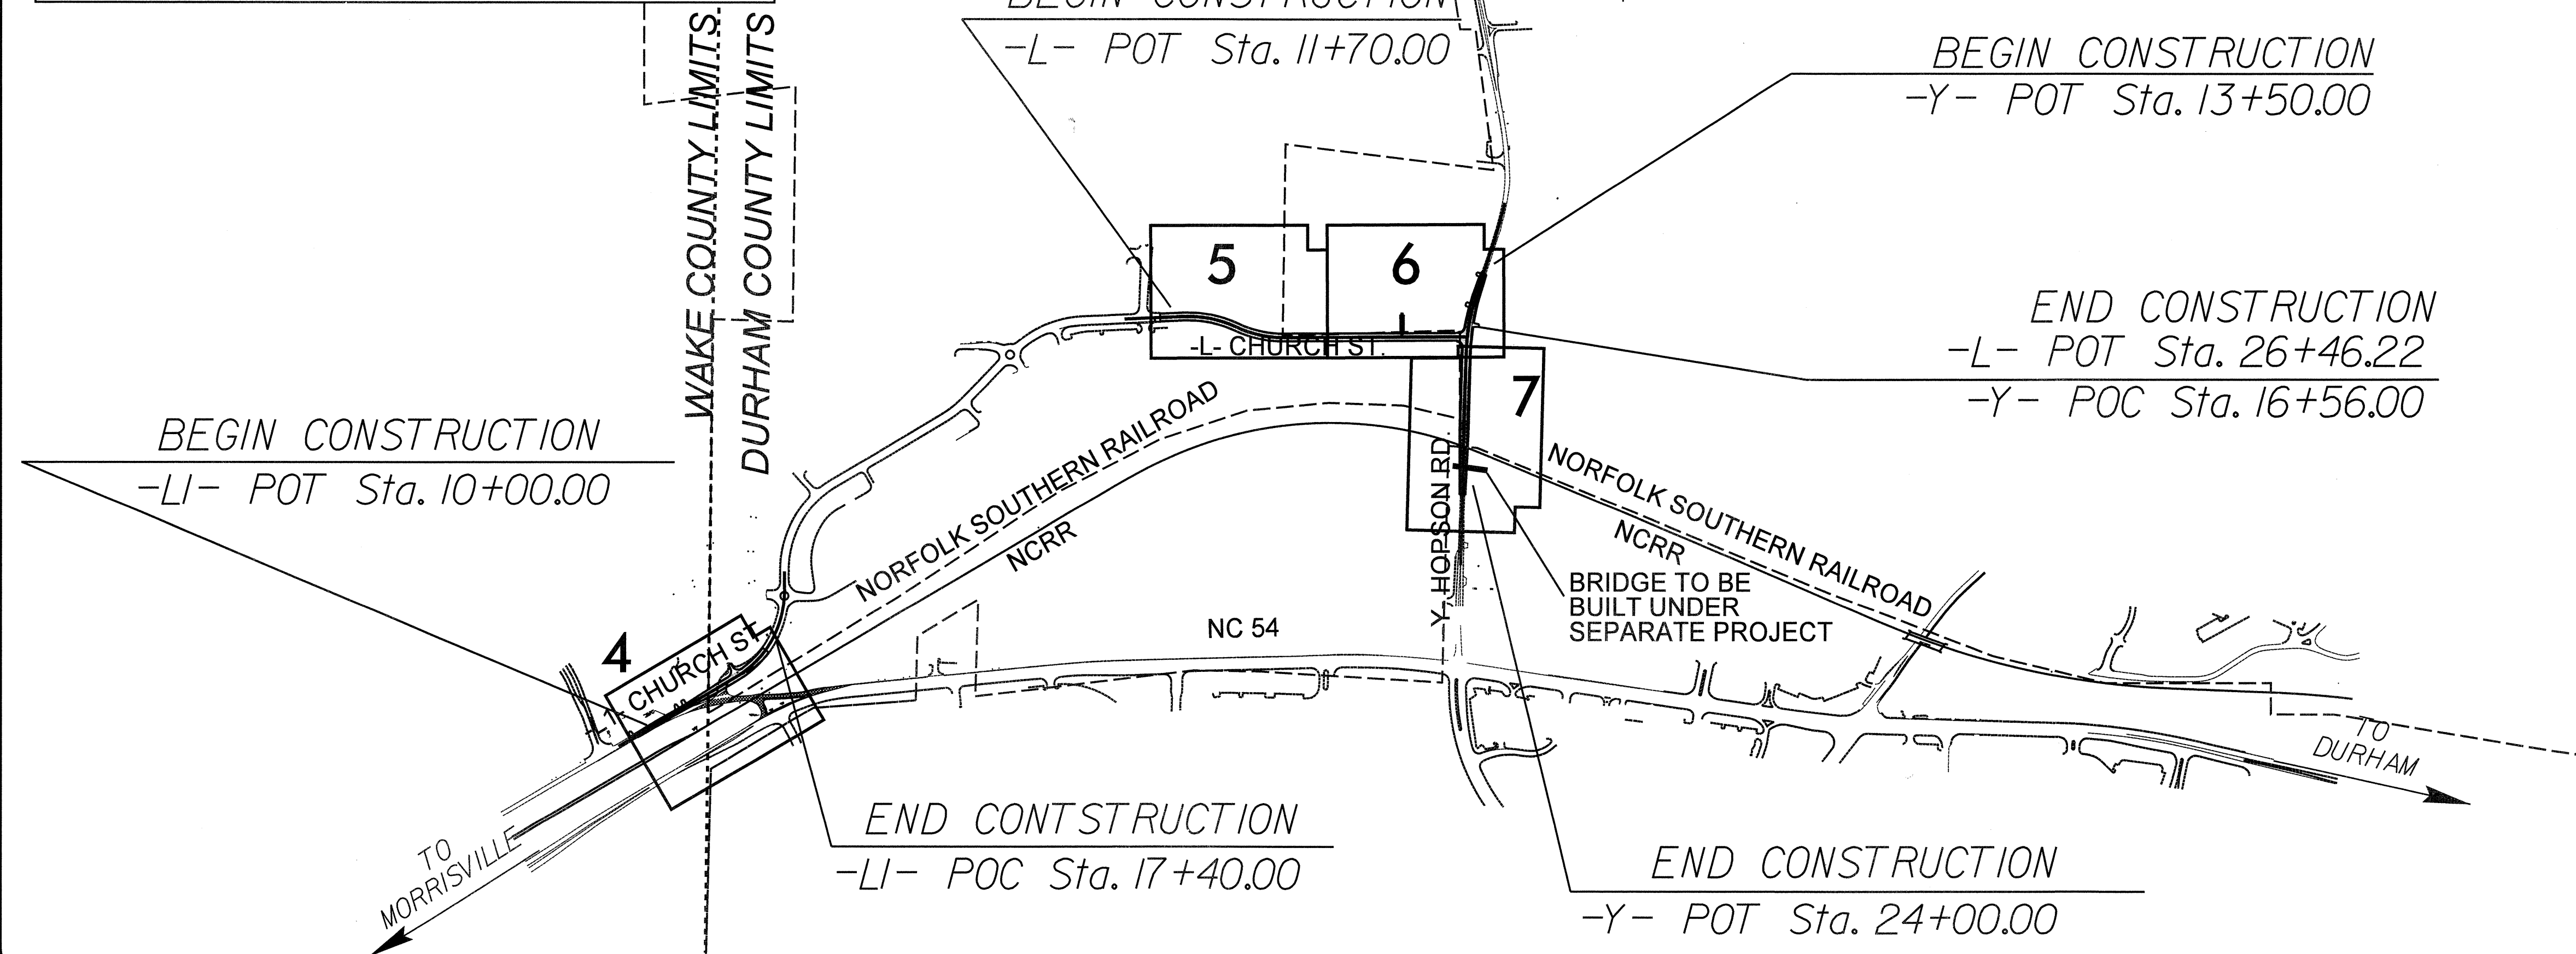 BEGIN CONSTRUCTION
-L- POT Sta. 11+70.00
BEGIN CONSTRUCTION
-Y- POT Sta. 13+50.00
WAKE COUNTY LIMITS
DURHAM COUNTY LIMITS
5
6
-L- CHURCH ST.
END CONSTRUCTION
-L- POT Sta. 26+46.22
-Y- POC Sta. 16+56.00
7
BEGIN CONSTRUCTION
-L1- POT Sta. 10+00.00
NORFOLK SOUTHERN RAILROAD
NCRR
-Y- HOPSON RD.
NORFOLK SOUTHERN RAILROAD
NCRR
BRIDGE TO BE
BUILT UNDER
SEPARATE PROJECT
NC 54
4
CHURCH ST.
TO
DURHAM
END CONTSTRUCTION
-L1- POC Sta. 17+40.00
TO
MORRISVILLE
END CONSTRUCTION
-Y- POT Sta. 24+00.00